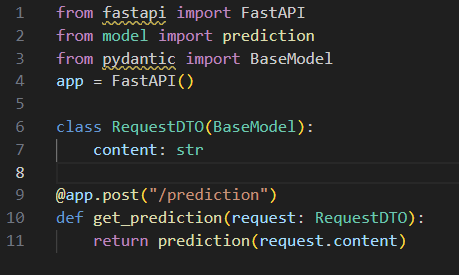 1 from fastapi import FastAPI
2 from model import prediction
3 from pydantic import BaseModel
4 app = FastAPI()
5
6 class RequestDTO(BaseModel):
7     content: str
8
9 @app.post("/prediction")
10 def get_prediction(request: RequestDTO):
11     return prediction(request.content)